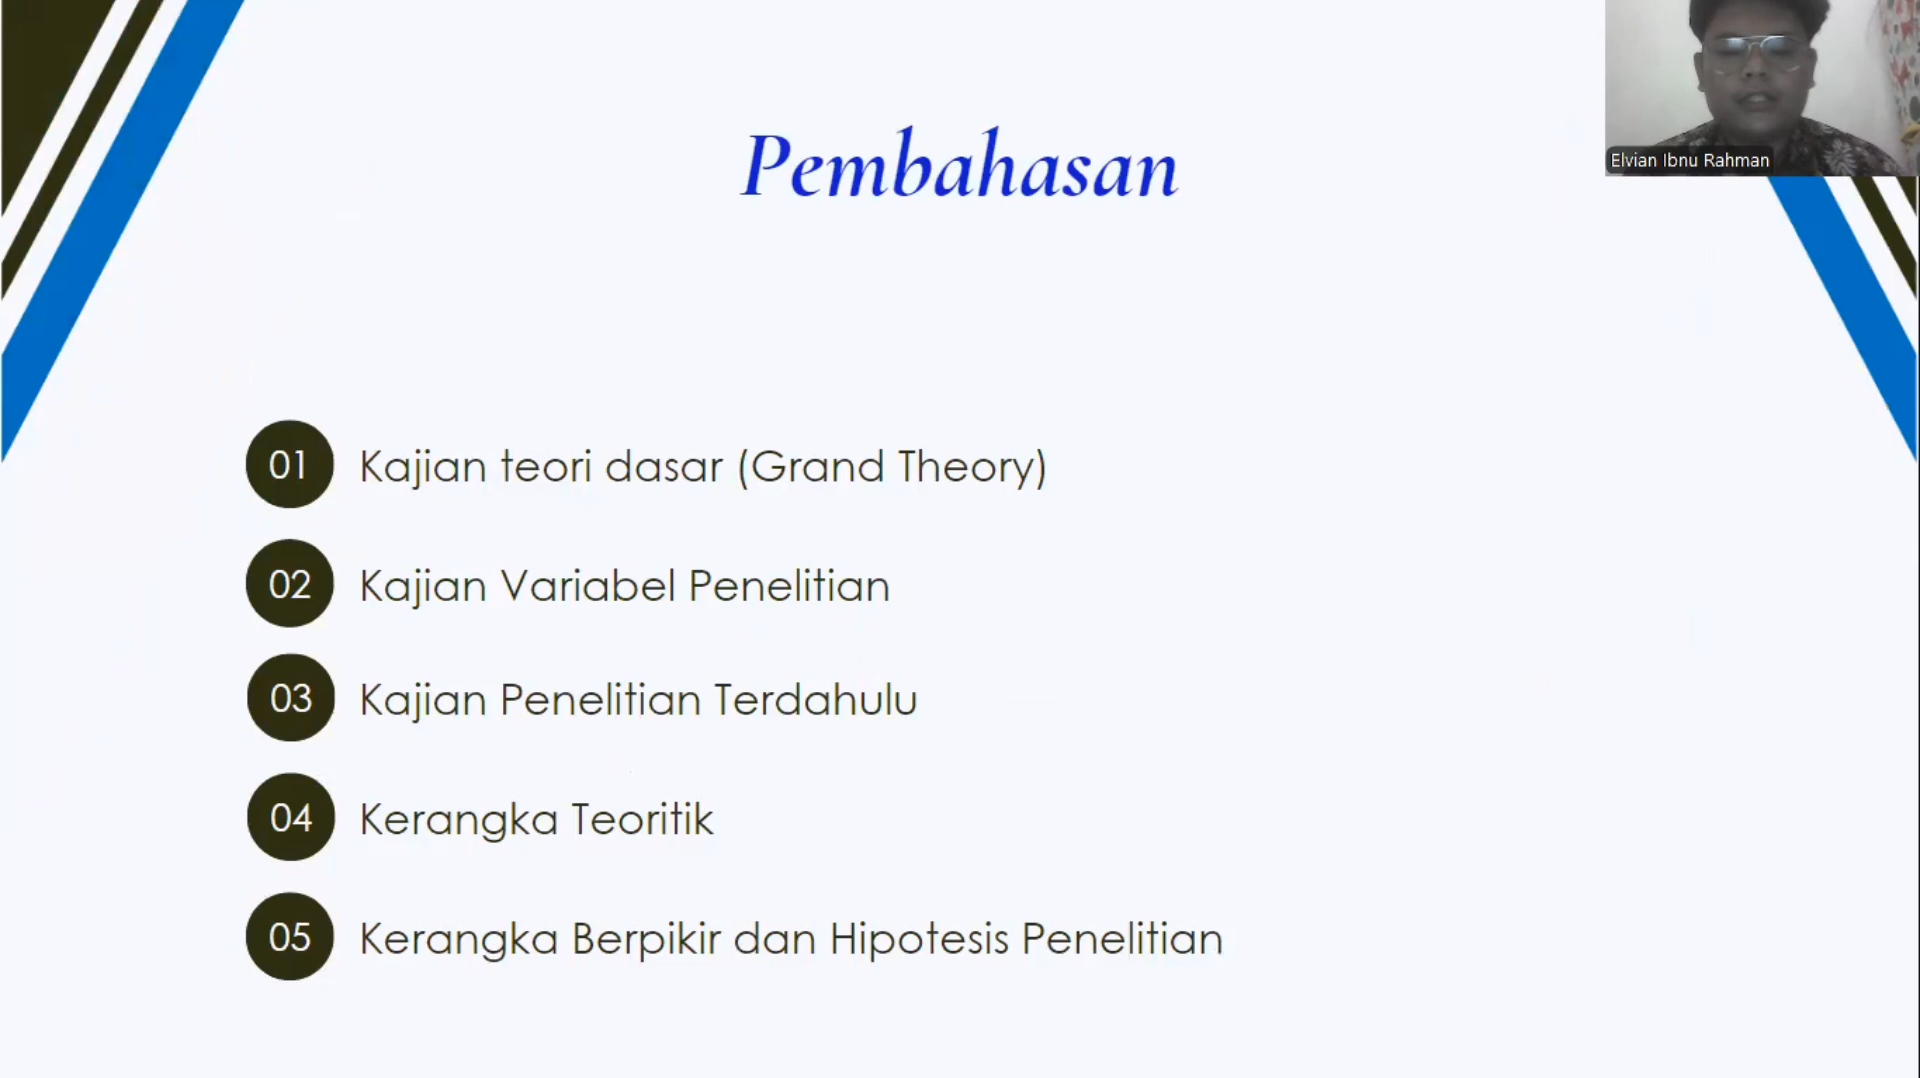 Pembahasan
Elvian Ibnu Rahman
01 Kajian teori dasar (Grand Theory)
02 Kajian Variabel Penelitian
03 Kajian Penelitian Terdahulu
04 Kerangka Teoritik
05 Kerangka Berpikir dan Hipotesis Penelitian